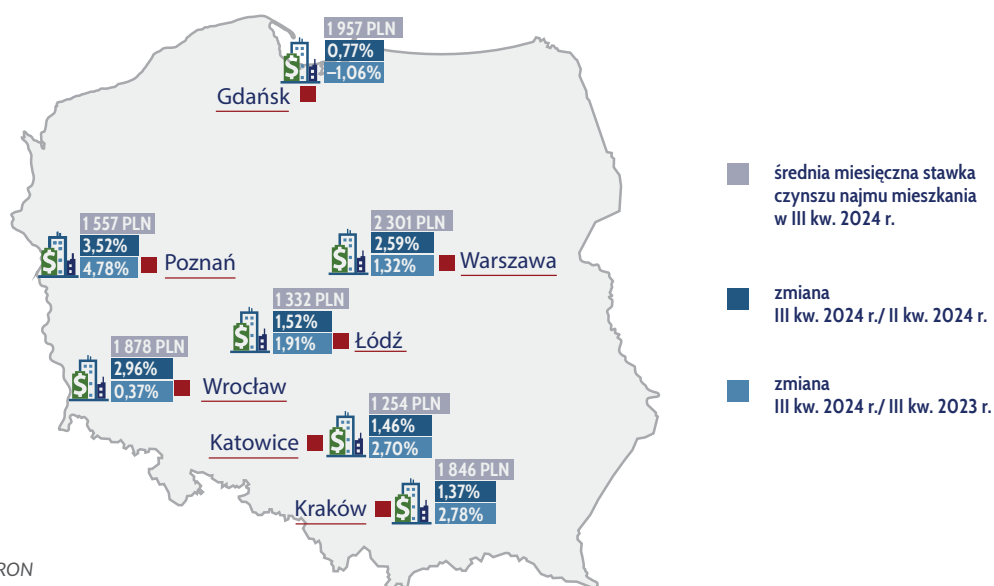 1 957 PLN
0,77%
–1,06%
Gdańsk
1 557 PLN
3,52%
4,78%
Poznań
2 301 PLN
2,59%
1,32%
Warszawa
1 332 PLN
1,52%
1,91%
Łódź
1 878 PLN
2,96%
0,37%
Wrocław
1 254 PLN
1,46%
2,70%
Katowice
1 846 PLN
1,37%
2,78%
Kraków
średnia miesięczna stawka
czynszu najmu mieszkania
w III kw. 2024 r.
zmiana
III kw. 2024 r./ II kw. 2024 r.
zmiana
III kw. 2024 r./ III kw. 2023 r.
RON